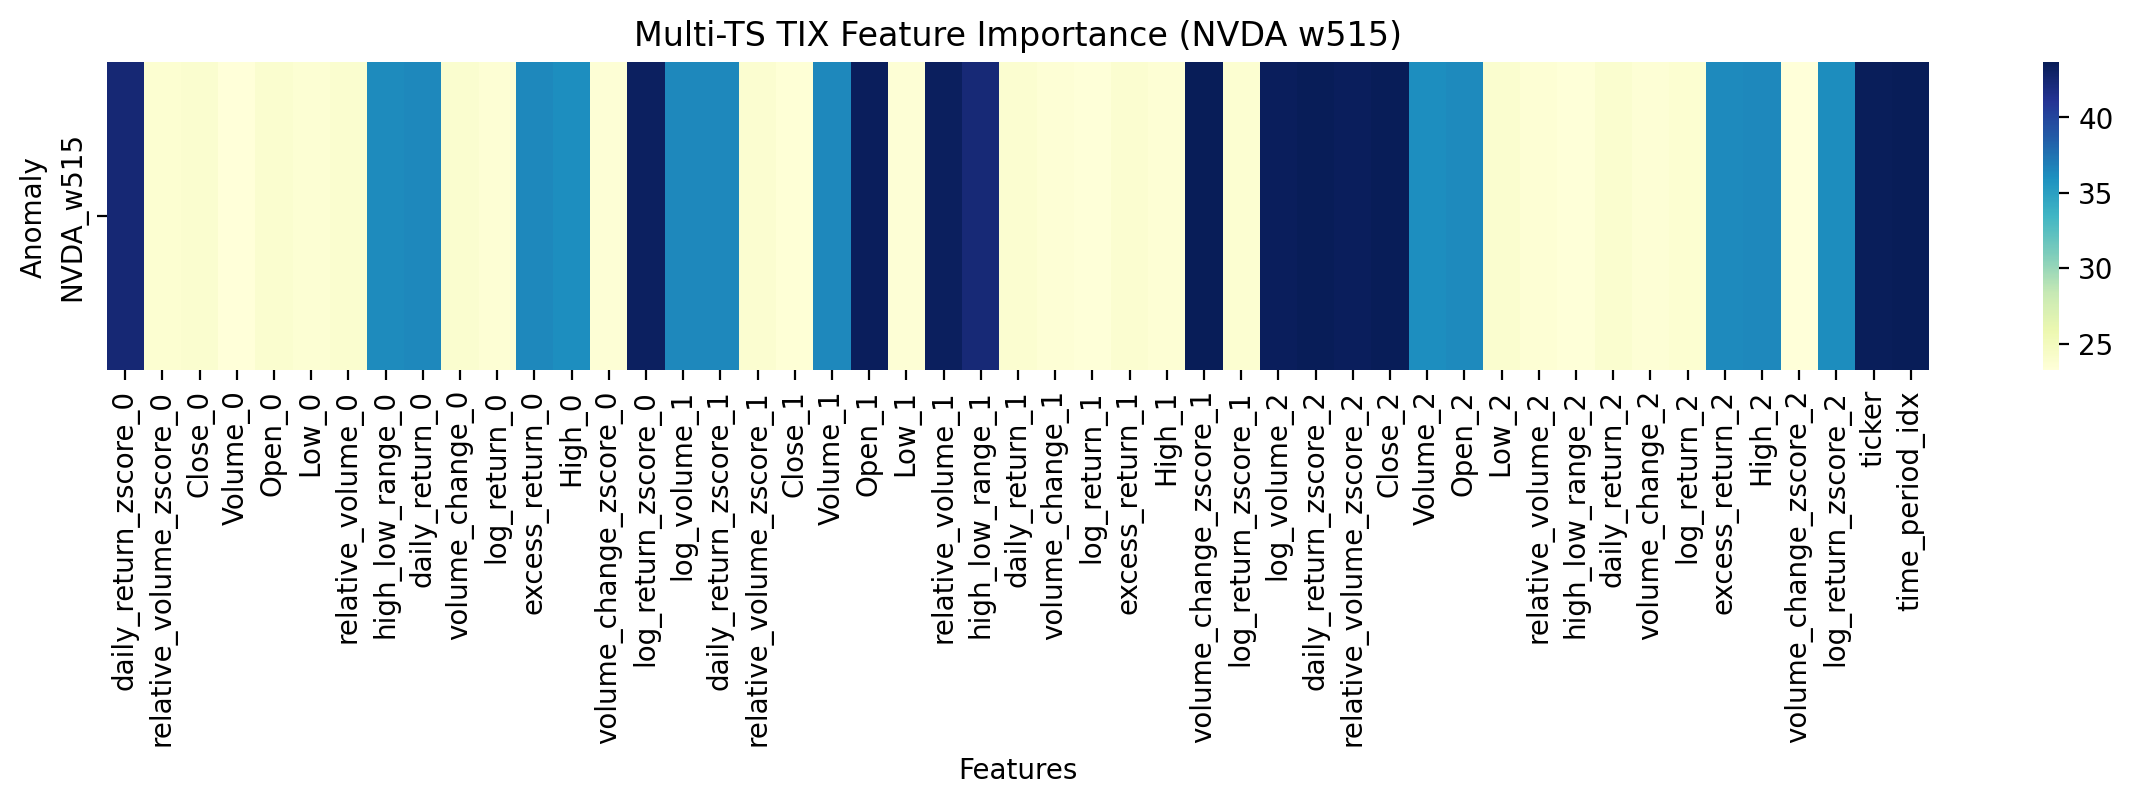 Multi-TS TIX Feature Importance (NVDA w515)
Anomaly
NVDA_w515
40
35
30
25
daily_return_zscore_0
relative_volume_zscore_0
Close_0
Volume_0
Open_0
Low_0
relative_volume_0
high_low_range_0
daily_return_0
volume_change_0
log_return_0
excess_return_0
High_0
volume_change_zscore_0
log_return_zscore_0
log_volume_1
daily_return_zscore_1
relative_volume_zscore_1
Close_1
Volume_1
Open_1
Low_1
relative_volume_1
high_low_range_1
daily_return_1
volume_change_1
log_return_1
excess_return_1
High_1
volume_change_zscore_1
log_return_zscore_1
log_volume_2
daily_return_zscore_2
relative_volume_zscore_2
Close_2
Volume_2
Open_2
Low_2
relative_volume_2
high_low_range_2
daily_return_2
volume_change_2
log_return_2
excess_return_2
High_2
volume_change_zscore_2
log_return_zscore_2
ticker
time_period_idx
Features